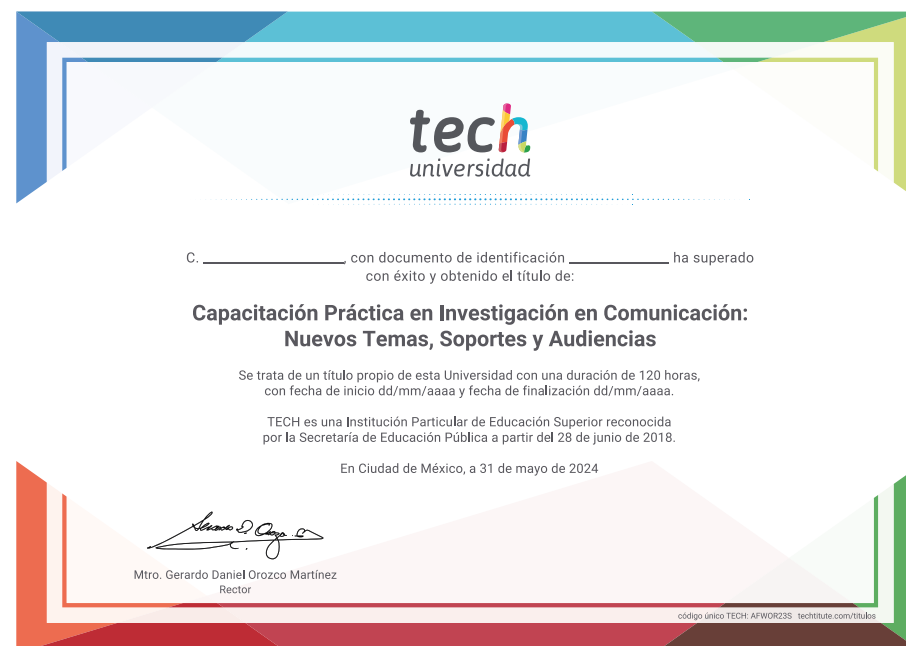 tech
universidad
C. ____________________, con documento de identificación ______________ ha superado
con éxito y obtenido el título de:
Capacitación Práctica en Investigación en Comunicación:
Nuevos Temas, Soportes y Audiencias
Se trata de un título propio de esta Universidad con una duración de 120 horas,
con fecha de inicio dd/mm/aaaa y fecha de finalización dd/mm/aaaa.
TECH es una Institución Particular de Educación Superior reconocida
por la Secretaría de Educación Pública a partir del 28 de junio de 2018.
En Ciudad de México, a 31 de mayo de 2024
Mtro. Gerardo Daniel Orozco Martínez
Rector
código único TECH: AFWOR23S techtitute.com/titulos